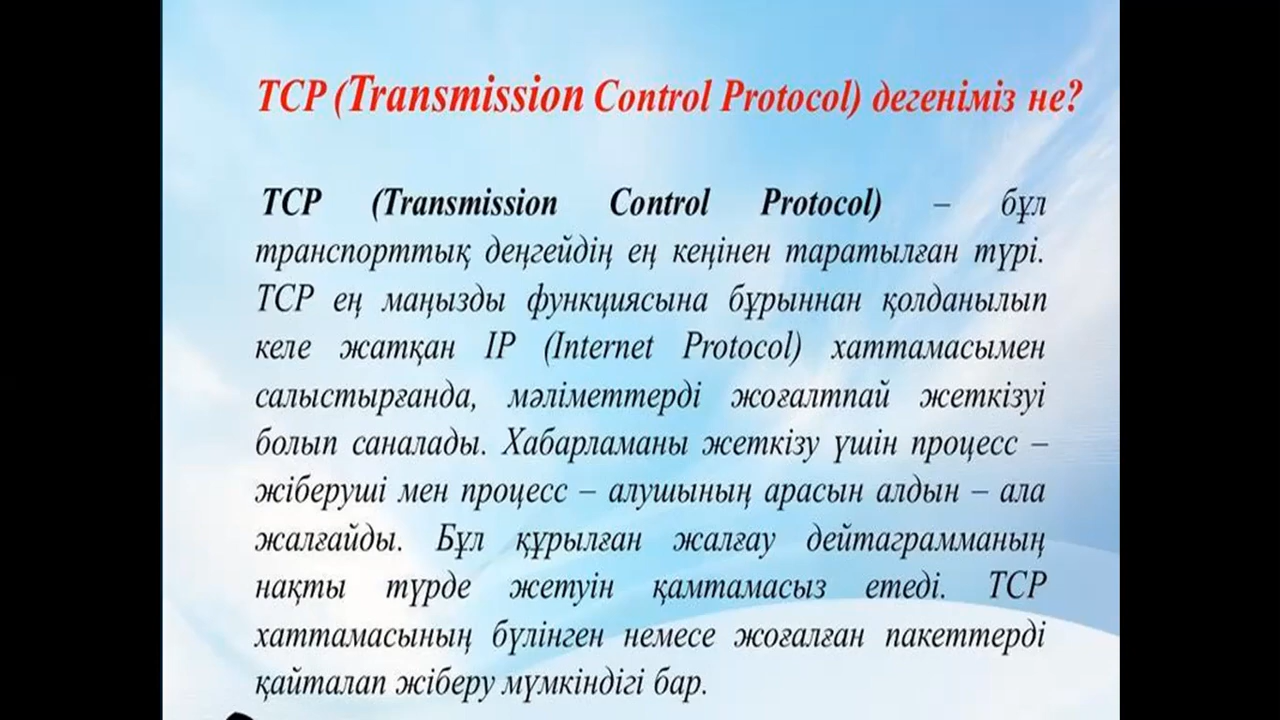 TCP (Transmission Control Protocol) дегеніміз не?
TCP (Transmission Control Protocol) – бұл
транспорттық деңгейдің ең кеңінен таратылған түрі.
TCP ең маңызды функциясына бұрыннан қолданылып
келе жатқан IP (Internet Protocol) хаттамасымен
салыстырғанда, мәліметтерді жоғалтпай жеткізуі
болып саналады. Хабарламаны жеткізу үшін процесс –
жіберуші мен процесс – алушының арасын алдын – ала
жалғайды. Бұл құрылған жалғау дейтаграмманың
нақты түрде жетуін қамтамасыз етеді. TCP
хаттамасының бүлінген немесе жоғалған пакеттерді
қайталап жіберу мүмкіндігі бар.